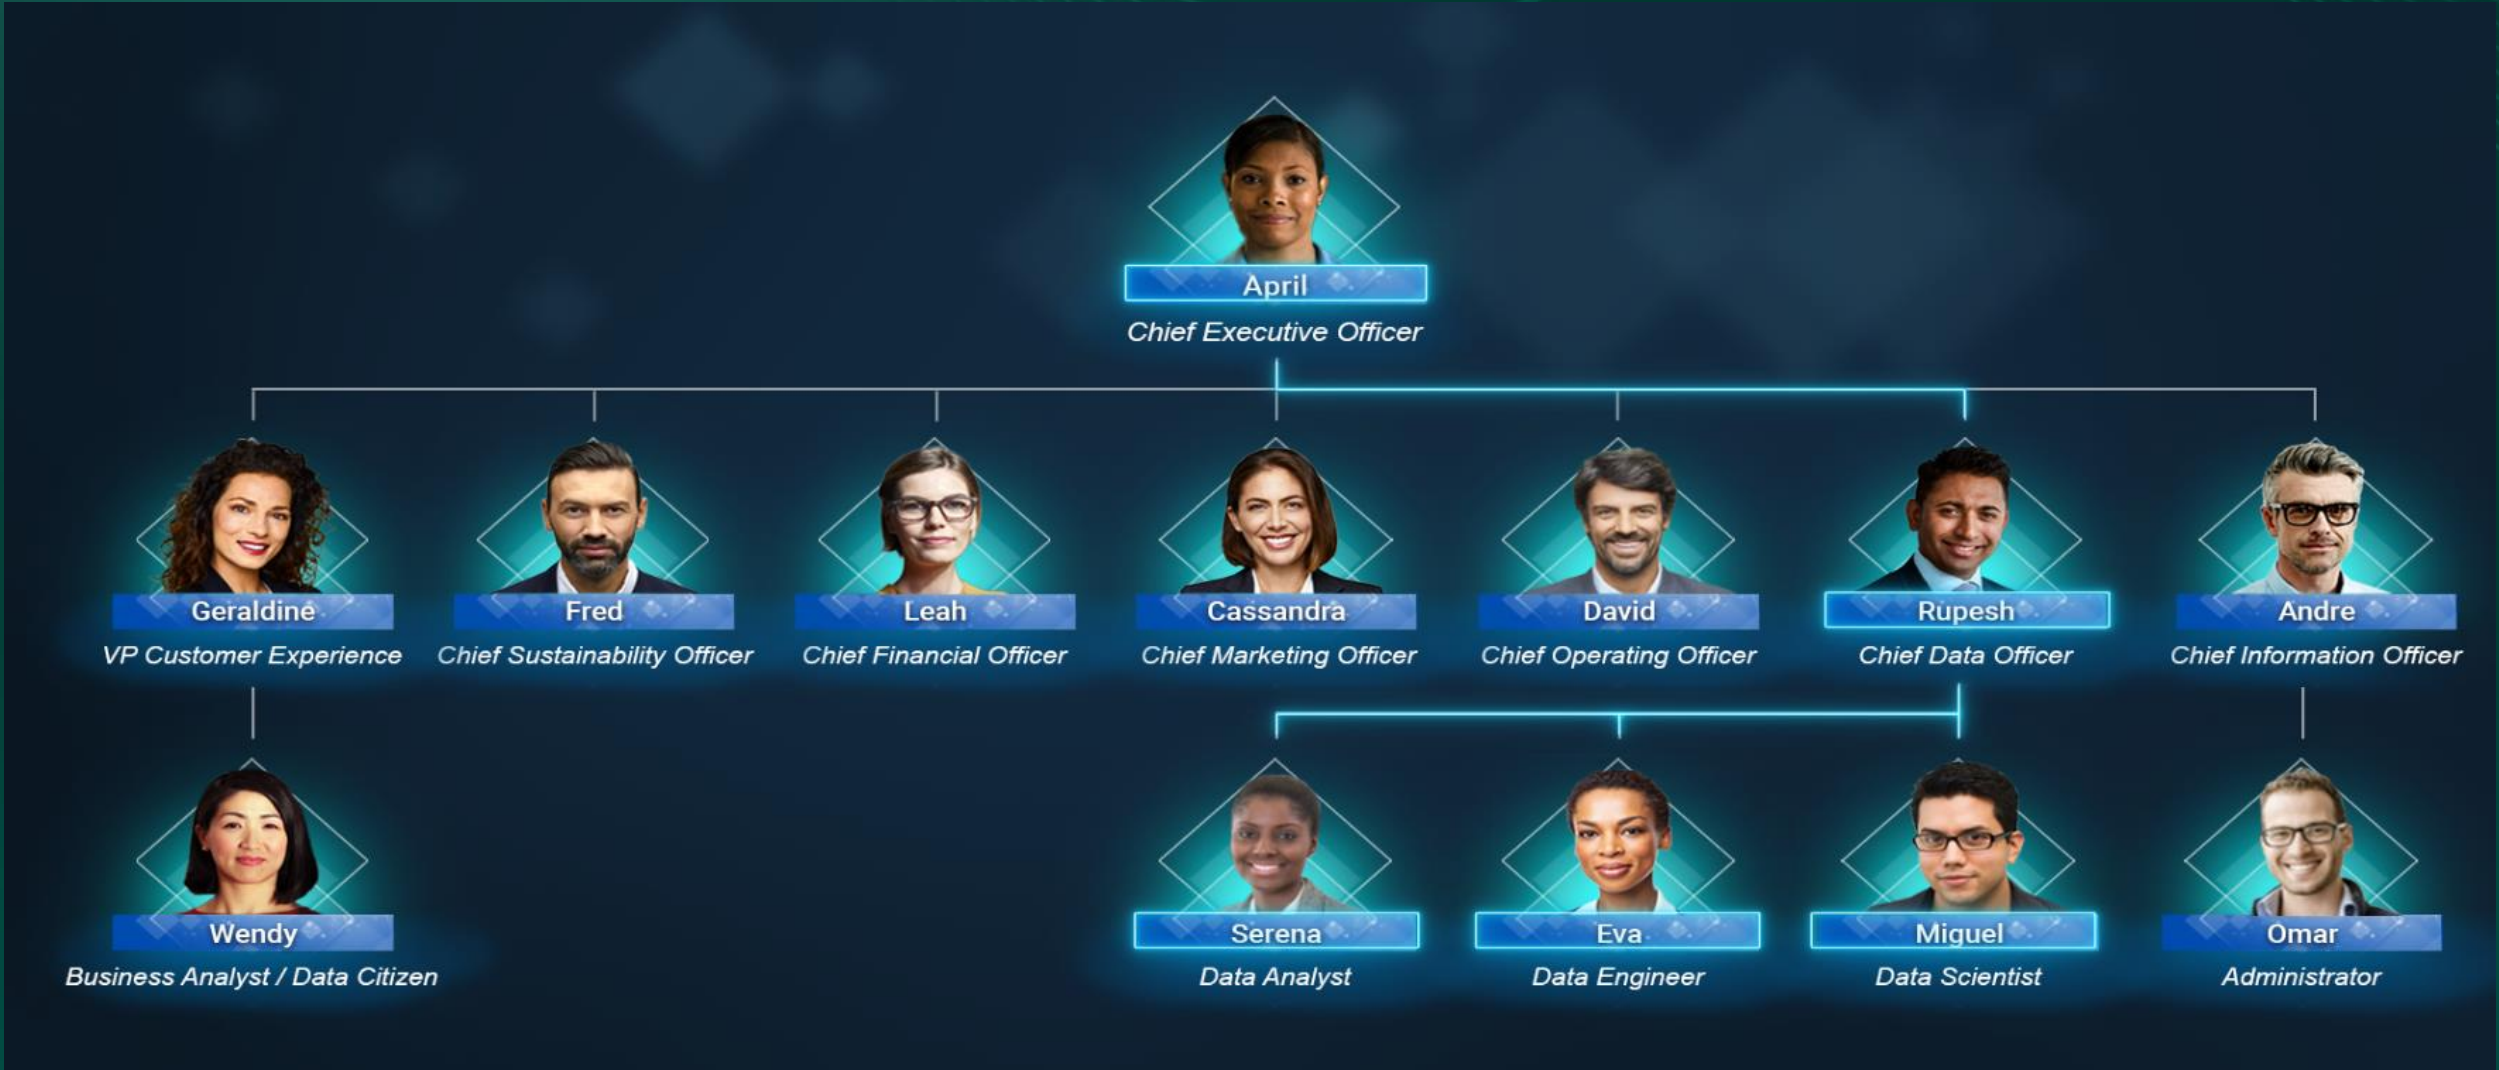 April
Chief Executive Officer
Geraldine
Fred
Leah
Cassandra
David
Rupesh
Andre
VP Customer Experience
Chief Sustainability Officer
Chief Financial Officer
Chief Marketing Officer
Chief Operating Officer
Chief Data Officer
Chief Information Officer
Wendy
Serena
Eva
Miguel
Omar
Business Analyst / Data Citizen
Data Analyst
Data Engineer
Data Scientist
Administrator